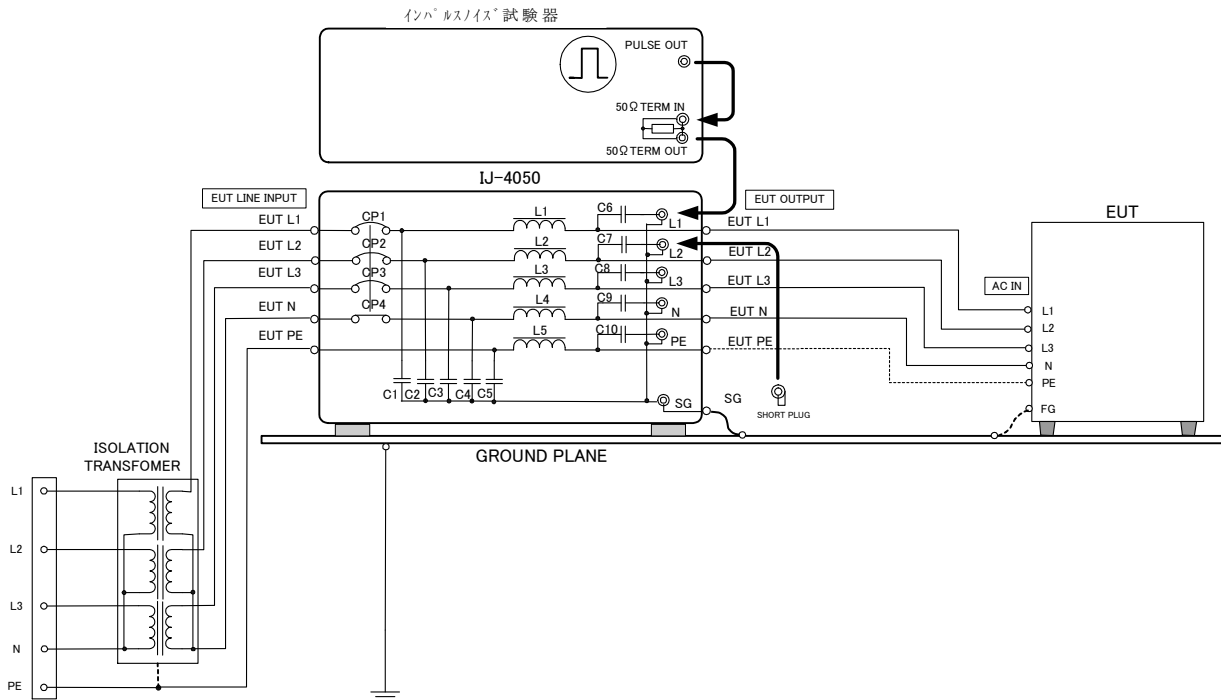 インパルスノイズ試験器
PULSE OUT
50Ω TERM IN
50Ω TERM OUT
IJ-4050
EUT LINE INPUT
EUT OUTPUT
EUT
EUT L1
CP1
L1
C6
L1
EUT L1
EUT L2
CP2
L2
C7
L2
EUT L2
EUT L3
CP3
L3
C8
L3
EUT L3
AC IN
EUT N
CP4
L4
C9
N
EUT N
EUT PE
L5
C10
PE
EUT PE
L1
L2
L3
N
PE
FG
C1
C2
C3
C4
C5
SG
SG
SHORT PLUG
GROUND PLANE
ISOLATION
TRANSFOMER
L1
L2
L3
N
PE